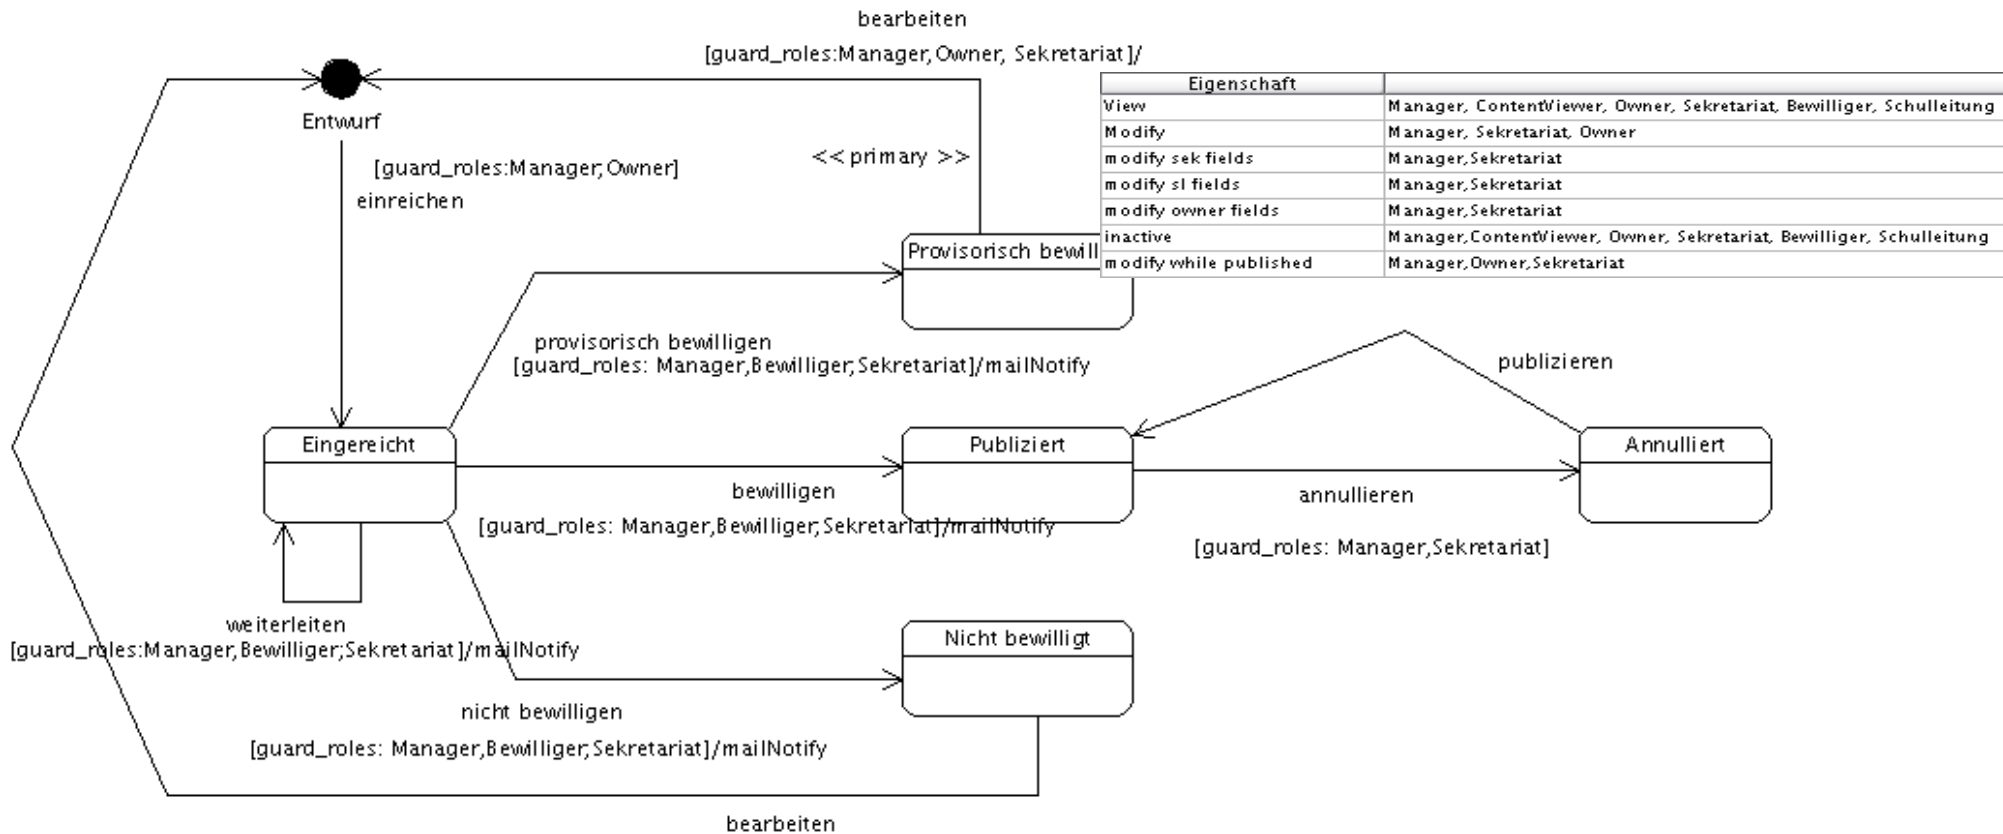 bearbeiten
[guard_roles:Manager,Owner, Sekretariat]/
Eigenschaft
View Manager, ContentViewer, Owner, Sekretariat, Bewilliger, Schulleitung
Modify Manager, Sekretariat, Owner
modify sek fields Manager,Sekretariat
modify sl fields Manager,Sekretariat
modify owner fields Manager,Sekretariat
inactive Manager,ContentViewer, Owner, Sekretariat, Bewilliger, Schulleitung
modify while published Manager,Owner,Sekretariat
Entwurf
<< primary >>
[guard_roles:Manager,Owner]
einreichen
Provisorisch bewill
provisorisch bewilligen
[guard_roles: Manager,Bewilliger,Sekretariat]/mailNotify
publizieren
Eingereicht
Publiziert
Annulliert
bewilligen
[guard_roles: Manager,Bewilliger,Sekretariat]/mailNotify
annullieren
[guard_roles: Manager,Sekretariat]
weiterleiten
[guard_roles:Manager,Bewilliger,Sekretariat]/mailNotify
Nicht bewilligt
nicht bewilligen
[guard_roles: Manager,Bewilliger,Sekretariat]/mailNotify
bearbeiten